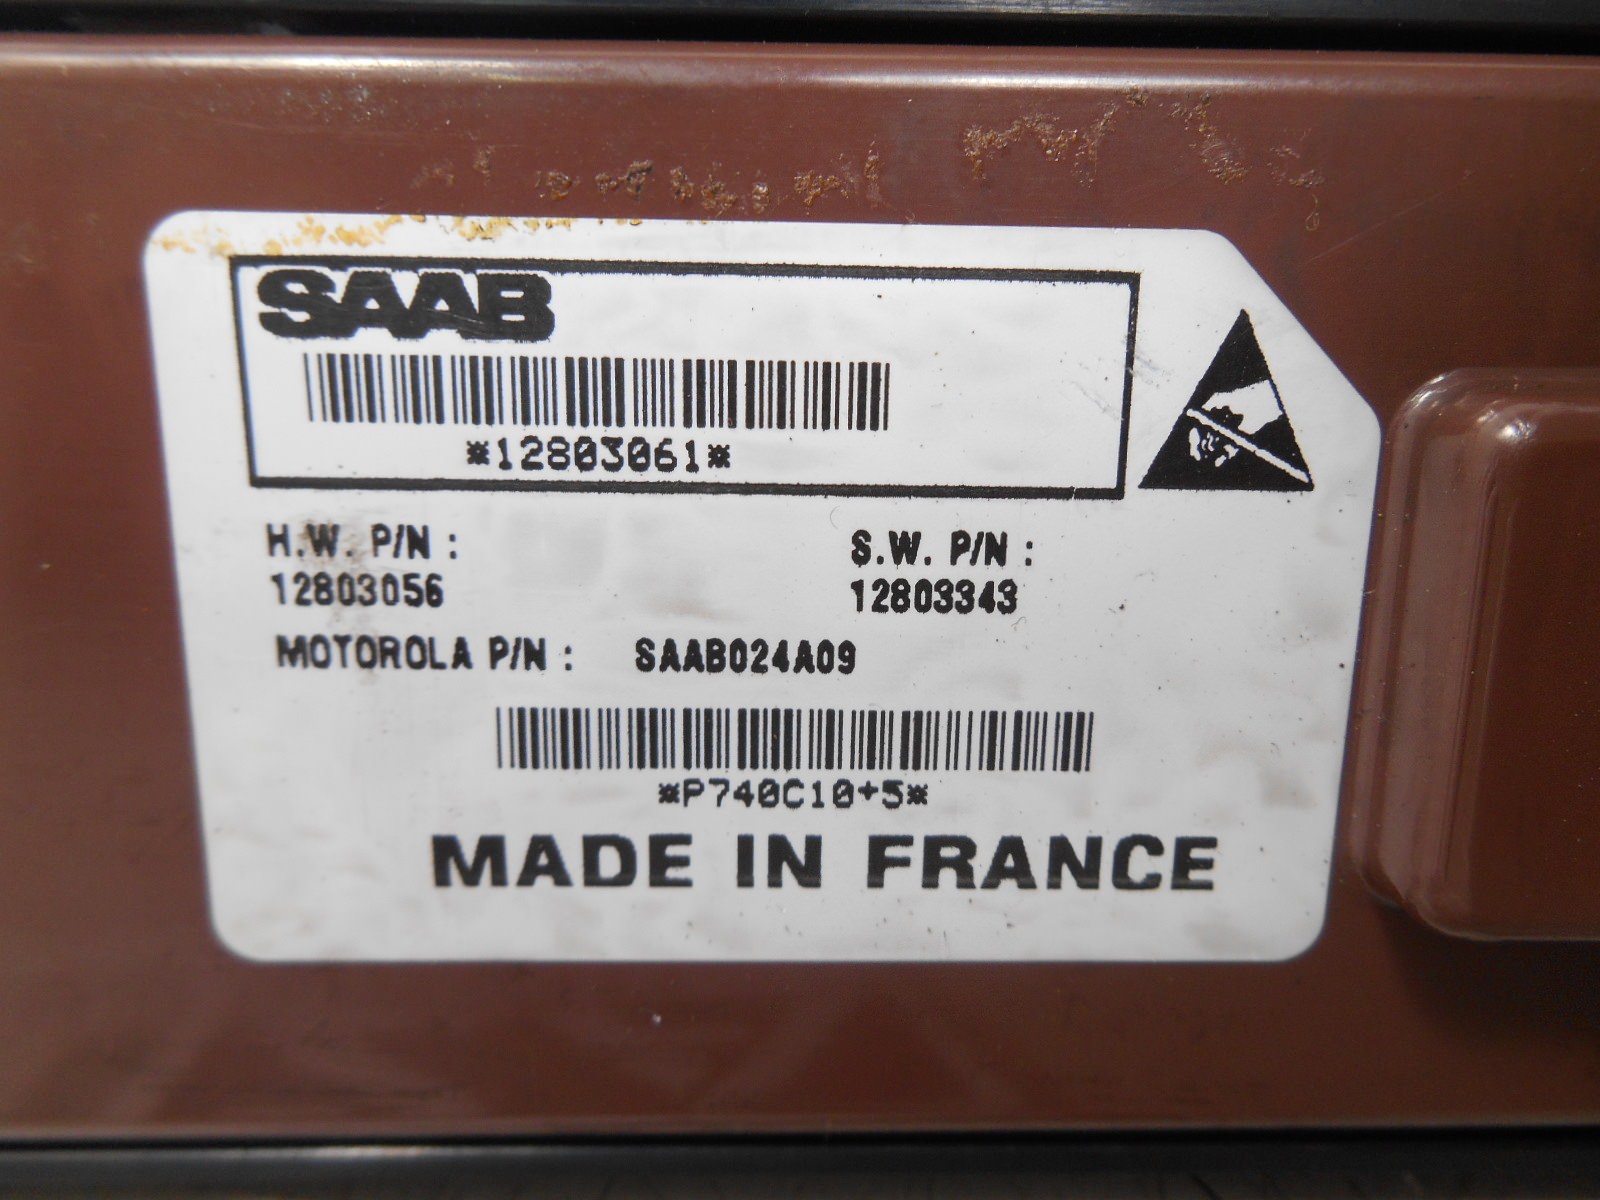 SAAB
*12803061*
H.W. P/N : S.W. P/N :
12803056 12803343
MOTOROLA P/N : SAAB024A09
*P740C10+5*
MADE IN FRANCE